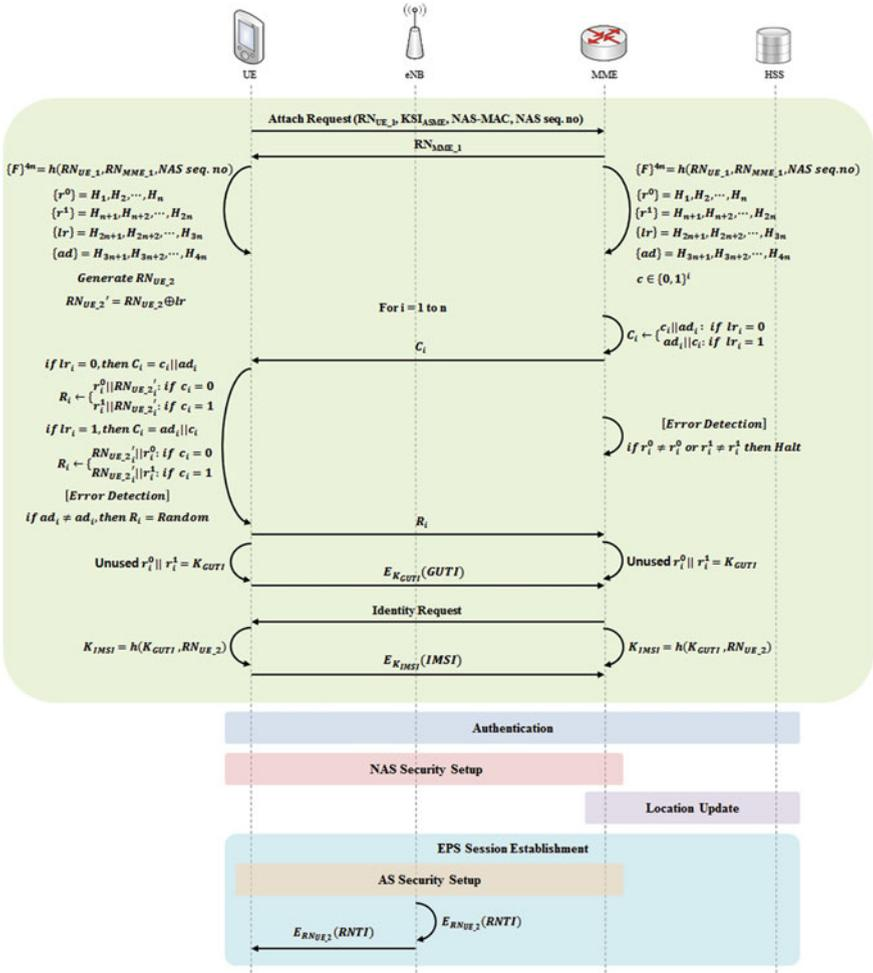 UE
eNB
MME
HSS
Attach Request (RN_UE_1, KSI_ASME, NAS-MAC, NAS seq. no)
RN_MME_1
{F}^4n = h(RN_UE_1, RN_MME_1, NAS seq. no)
{r^0} = H_1, H_2, ⋯, H_n
{r^1} = H_n+1, H_n+2, ⋯, H_2n
{lr} = H_2n+1, H_2n+2, ⋯, H_3n
{ad} = H_3n+1, H_3n+2, ⋯, H_4n
Generate RN_UE_2
RN_UE_2' = RN_UE_2⊕lr
{F}^4n = h(RN_UE_1, RN_MME_1, NAS seq. no)
{r^0} = H_1, H_2, ⋯, H_n
{r^1} = H_n+1, H_n+2, ⋯, H_2n
{lr} = H_2n+1, H_2n+2, ⋯, H_3n
{ad} = H_3n+1, H_3n+2, ⋯, H_4n
c ∈ {0,1}^i
For i = 1 to n
C_i ← { c_i||ad_i: if lr_i = 0
ad_i||c_i: if lr_i = 1
C_i
if lr_i = 0, then C_i = c_i||ad_i
R_i ← { r_i^0||RN_UE_2_i': if c_i = 0
r_i^1||RN_UE_2_i': if c_i = 1
if lr_i = 1, then C_i = ad_i||c_i
R_i ← { RN_UE_2_i'||r_i^0: if c_i = 0
RN_UE_2_i'||r_i^1: if c_i = 1
[Error Detection]
if ad_i ≠ ad_i, then R_i = Random
[Error Detection]
if r_i^0 ≠ r_i^0 or r_i^1 ≠ r_i^1 then Halt
R_i
Unused r_i^0|| r_i^1 = K_GUTI
Unused r_i^0|| r_i^1 = K_GUTI
E_K_GUTI(GUTI)
Identity Request
K_IMSI = h(K_GUTI, RN_UE_2)
K_IMSI = h(K_GUTI, RN_UE_2)
E_K_IMSI(IMSI)
Authentication
NAS Security Setup
Location Update
EPS Session Establishment
AS Security Setup
E_RN_UE_2(RNTI)
E_RN_UE_2(RNTI)